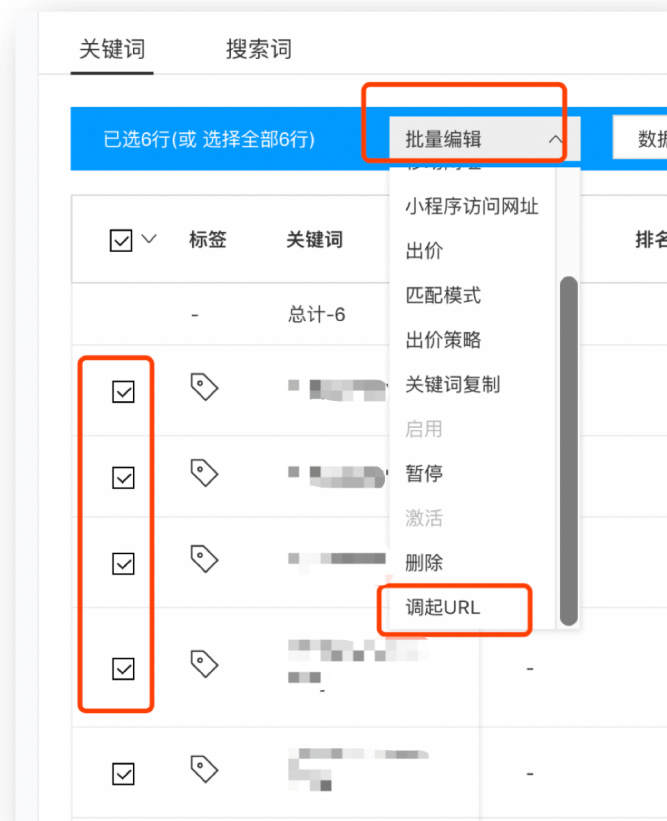 关键词 搜索词
已选6行(或 选择全部6行) 批量编辑
小程序访问网址
标签 关键词
出价
匹配模式
- 总计-6
出价策略
关键词复制
启用
暂停
激活
删除
调起URL
-
-